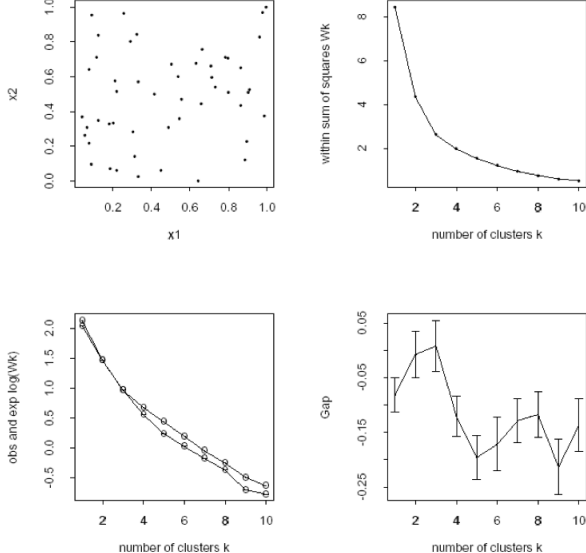 x2
0.0 0.2 0.4 0.6 0.8 1.0
0.2 0.4 0.6 0.8 1.0
x1
within sum of squares Wk
2 4 6 8
2 4 6 8 10
number of clusters k
obs and exp log(Wk)
-0.5 0.0 0.5 1.0 1.5 2.0
2 4 6 8 10
number of clusters k
Gap
-0.25 -0.15 -0.05 0.05
2 4 6 8 10
number of clusters k